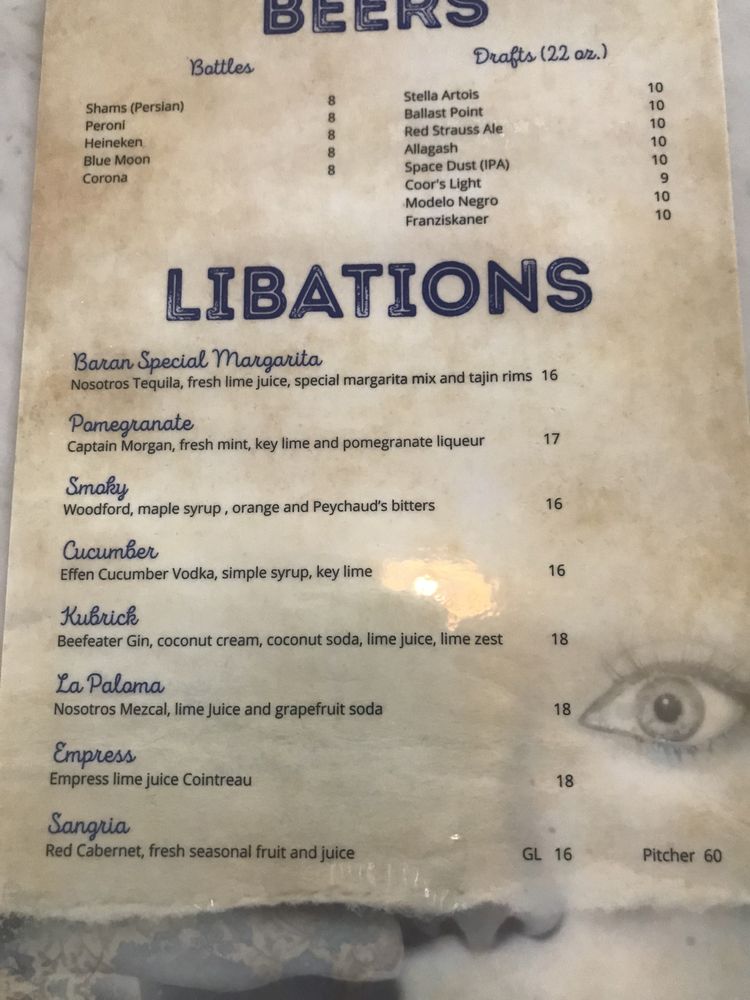 BEERS
Bottles
Shams (Persian) 8
Peroni 8
Heineken 8
Blue Moon 8
Corona 8
Drafts (22 oz.)
Stella Artois 10
Ballast Point 10
Red Strauss Ale 10
Allagash 10
Space Dust (IPA) 10
Coor's Light 9
Modelo Negro 10
Franziskaner 10
LIBATIONS
Baran Special Margarita
Nosotros Tequila, fresh lime juice, special margarita mix and tajin rims 16
Pomegranate
Captain Morgan, fresh mint, key lime and pomegranate liqueur 17
Smoky
Woodford, maple syrup , orange and Peychaud's bitters 16
Cucumber
Effen Cucumber Vodka, simple syrup, key lime 16
Kubrick
Beefeater Gin, coconut cream, coconut soda, lime juice, lime zest 18
La Paloma
Nosotros Mezcal, lime Juice and grapefruit soda 18
Empress
Empress lime juice Cointreau 18
Sangria
Red Cabernet, fresh seasonal fruit and juice GL 16 Pitcher 60